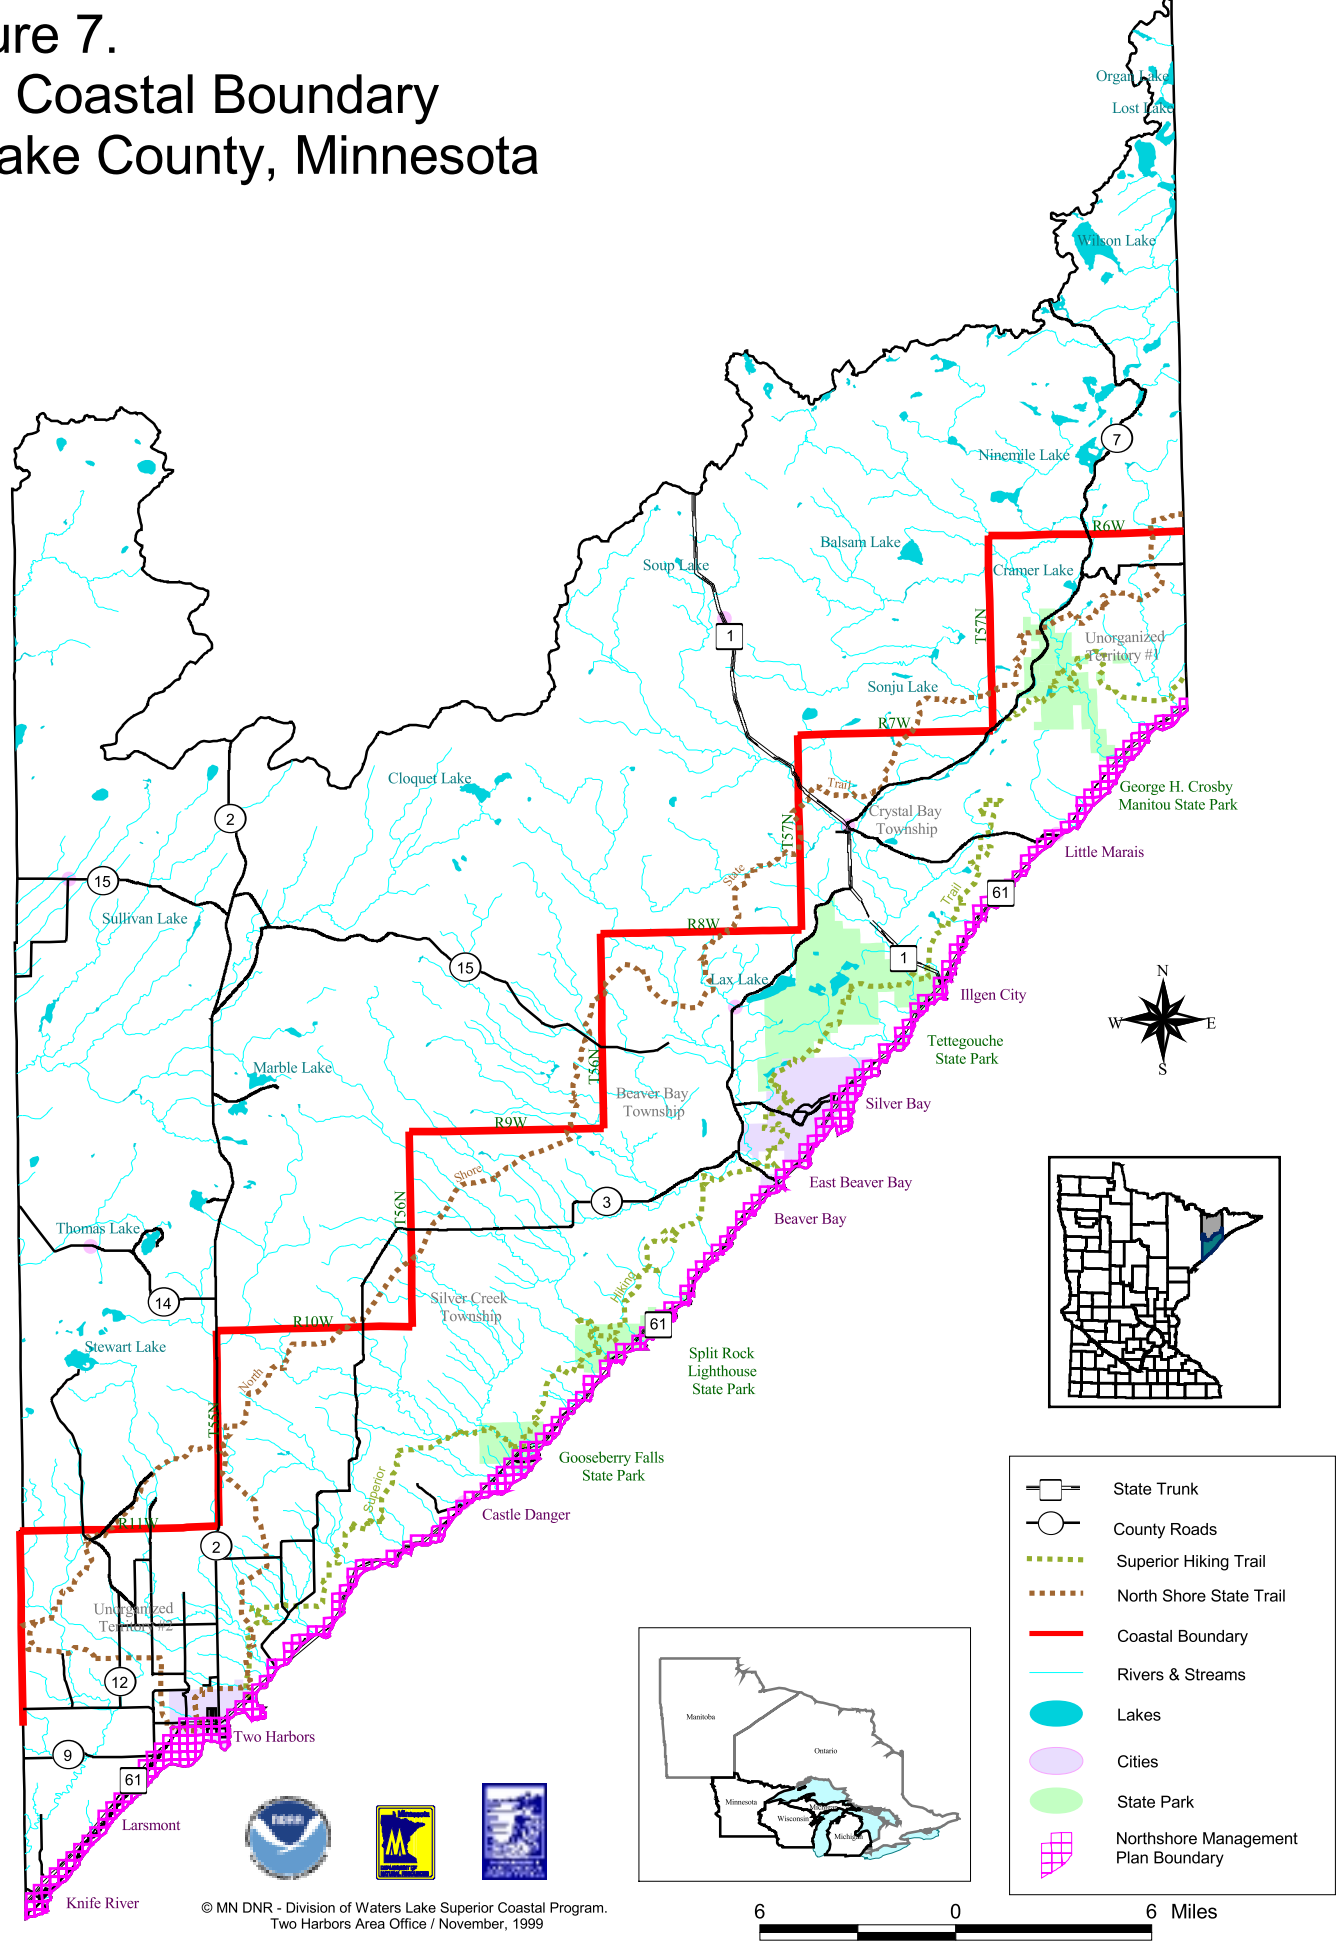 ure 7.
Coastal Boundary
ake County, Minnesota
Organ Lake
Lost Lake
Wilson Lake
7
Ninemile Lake
R6W
Balsam Lake
Soup Lake
Cramer Lake
T57N
1
Unorganized
Territory #1
Sonju Lake
R7W
Cloquet Lake
Trail
George H. Crosby
Manitou State Park
2
Crystal Bay
Township
T57N
Little Marais
15
State
Trail
61
Sullivan Lake
R8W
15
1
Lax Lake
Illgen City
N
W
E
S
Tettegouche
State Park
Marble Lake
T56N
Beaver Bay
Township
Silver Bay
R9W
Shore
East Beaver Bay
3
T56N
Beaver Bay
Thomas Lake
14
Silver Creek
Township
Hiking
R10W
61
Stewart Lake
Split Rock
Lighthouse
State Park
North
T55N
Gooseberry Falls
State Park
Superior
Castle Danger
R11W
2
Unorganized
Territory #2
12
Two Harbors
9
61
Larsmont
Knife River
State Trunk
County Roads
Superior Hiking Trail
North Shore State Trail
Coastal Boundary
Rivers & Streams
Lakes
Cities
State Park
Northshore Management
Plan Boundary
Manitoba
Ontario
Minnesota
Wisconsin
Michigan
Michigan
Minnesota
M
© MN DNR - Division of Waters Lake Superior Coastal Program.
Two Harbors Area Office / November, 1999
6 0 6 Miles